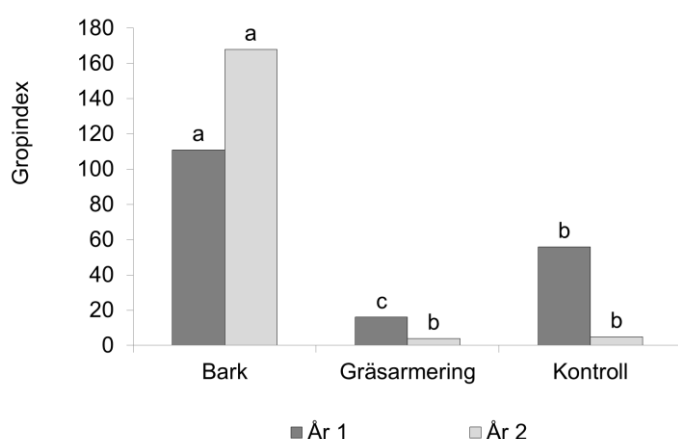 Gropindex
180
160
140
120
100
80
60
40
20
0
a
a
c
b
b
b
Bark Gräsarmering Kontroll
År 1 År 2